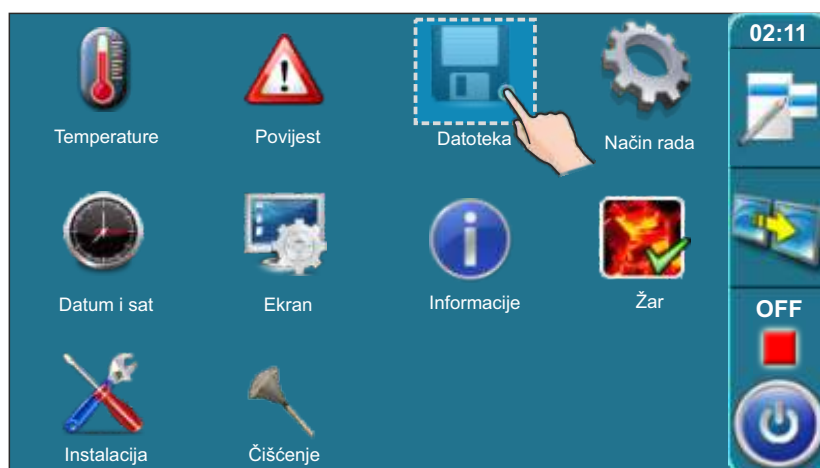 Temperature
Povijest
Datoteka
Način rada
02:11
Datum i sat
Ekran
Informacije
Žar
OFF
Instalacija
Čišćenje